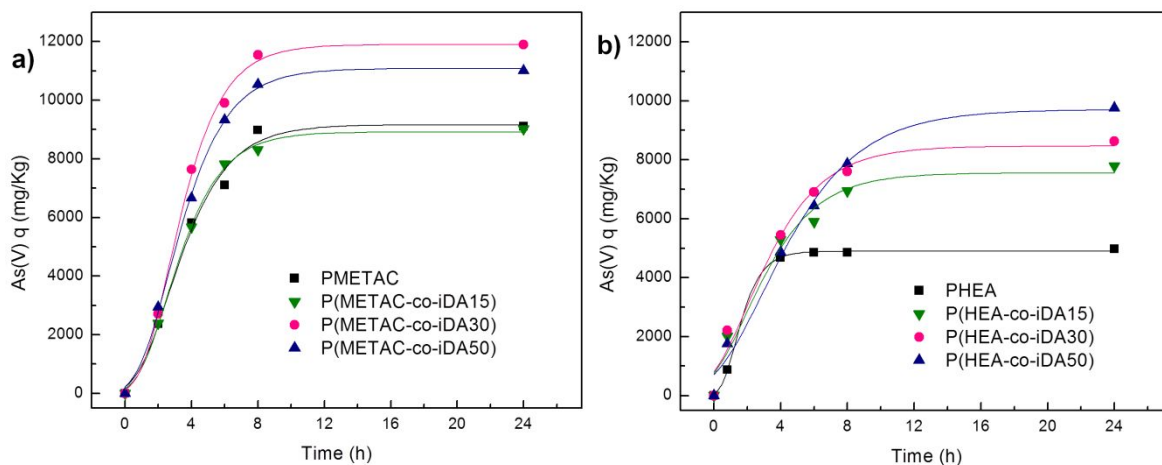 a)
As(V) q (mg/Kg)
12000
10000
8000
6000
4000
2000
0
PMETAC
P(METAC-co-iDA15)
P(METAC-co-iDA30)
P(METAC-co-iDA50)
0 4 8 12 16 20 24
Time (h)
b)
As(V) q (mg/Kg)
12000
10000
8000
6000
4000
2000
0
PHEA
P(HEA-co-iDA15)
P(HEA-co-iDA30)
P(HEA-co-iDA50)
0 4 8 12 16 20 24
Time (h)